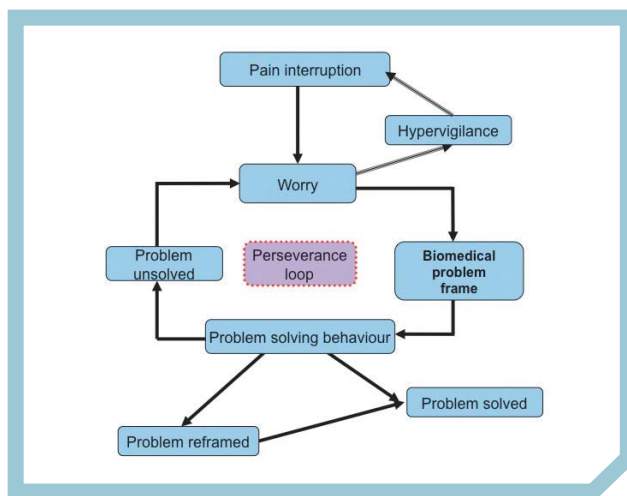 Pain interruption
Hypervigilance
Worry
Problem
unsolved
Perseverance
loop
Biomedical
problem
frame
Problem solving behaviour
Problem solved
Problem reframed